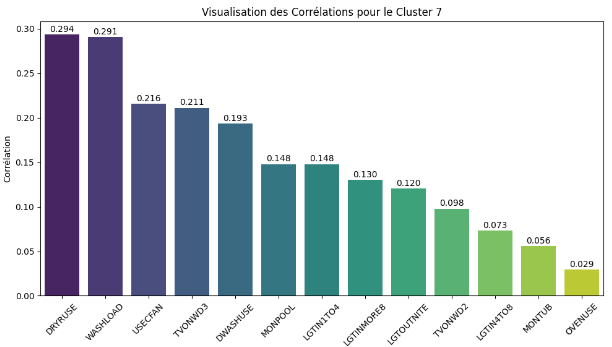 Visualisation des Corrélations pour le Cluster 7
Corrélation
0.30
0.25
0.20
0.15
0.10
0.05
0.00
0.294
0.291
0.216
0.211
0.193
0.148
0.148
0.130
0.120
0.098
0.073
0.056
0.029
DRYRUSE
WASHLOAD
USECFAN
TVONWD3
DWASHUSE
MONPOOL
LGTIN1TO4
LGTINMORE8
LGTOUTNITE
TVONWD2
LGTIN4TO8
MONTUB
OVENUSE